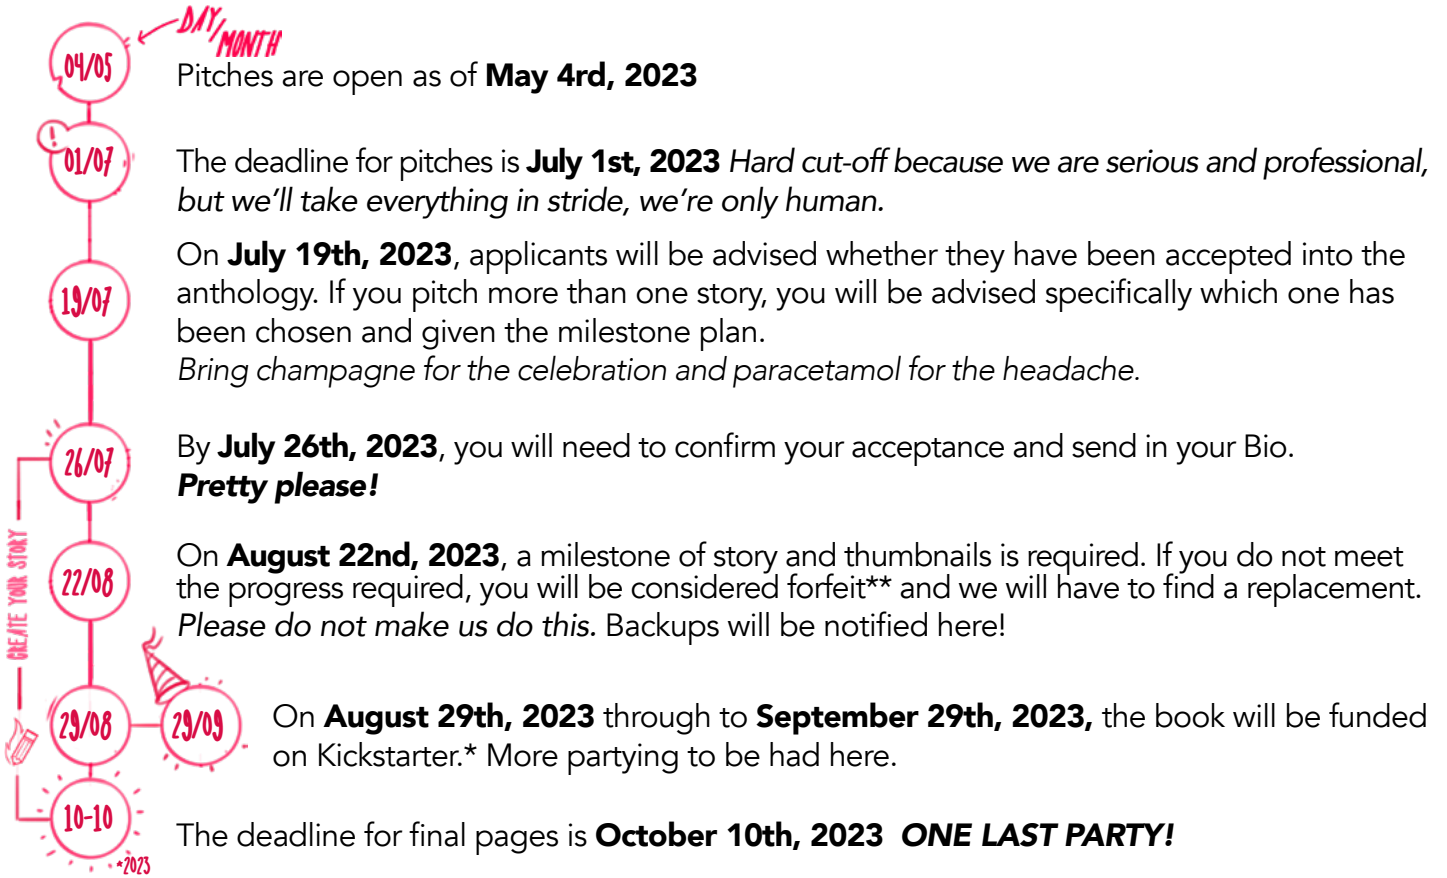 DAY/
MONTH
04/05
Pitches are open as of May 4rd, 2023
!
01/07
The deadline for pitches is July 1st, 2023 Hard cut-off because we are serious and professional,
but we'll take everything in stride, we're only human.
19/07
On July 19th, 2023, applicants will be advised whether they have been accepted into the
anthology. If you pitch more than one story, you will be advised specifically which one has
been chosen and given the milestone plan.
Bring champagne for the celebration and paracetamol for the headache.
26/07
By July 26th, 2023, you will need to confirm your acceptance and send in your Bio.
Pretty please!
CREATE YOUR STORY
22/08
On August 22nd, 2023, a milestone of story and thumbnails is required. If you do not meet
the progress required, you will be considered forfeit** and we will have to find a replacement.
Please do not make us do this. Backups will be notified here!
29/08
29/09
On August 29th, 2023 through to September 29th, 2023, the book will be funded
on Kickstarter.* More partying to be had here.
10-10
*2023
The deadline for final pages is October 10th, 2023 ONE LAST PARTY!